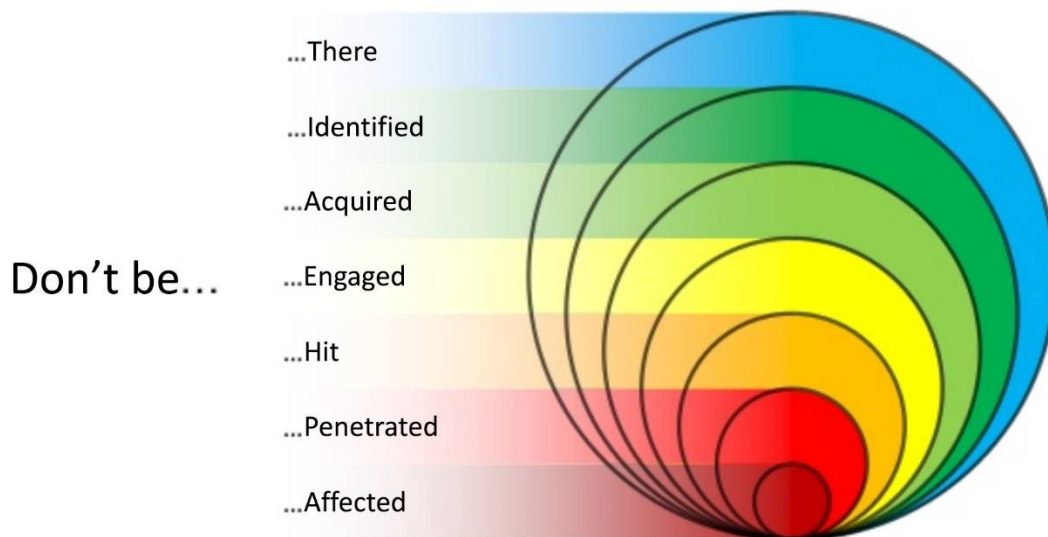 ...There
...Identified
...Acquired
Don't be...
...Engaged
...Hit
...Penetrated
...Affected